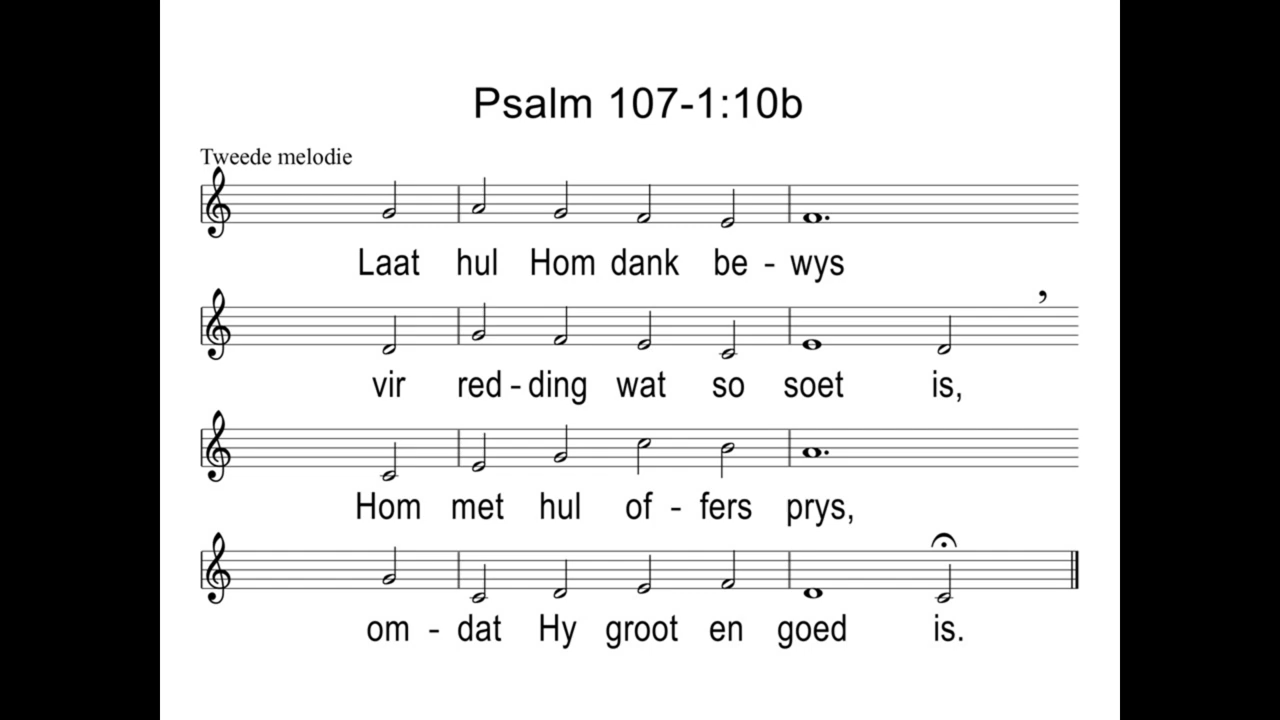 Psalm 107-1:10b
Tweede melodie
Laat hul Hom dank be - wys
vir red - ding wat so soet is,
Hom met hul of - fers prys,
om - dat Hy groot en goed is.